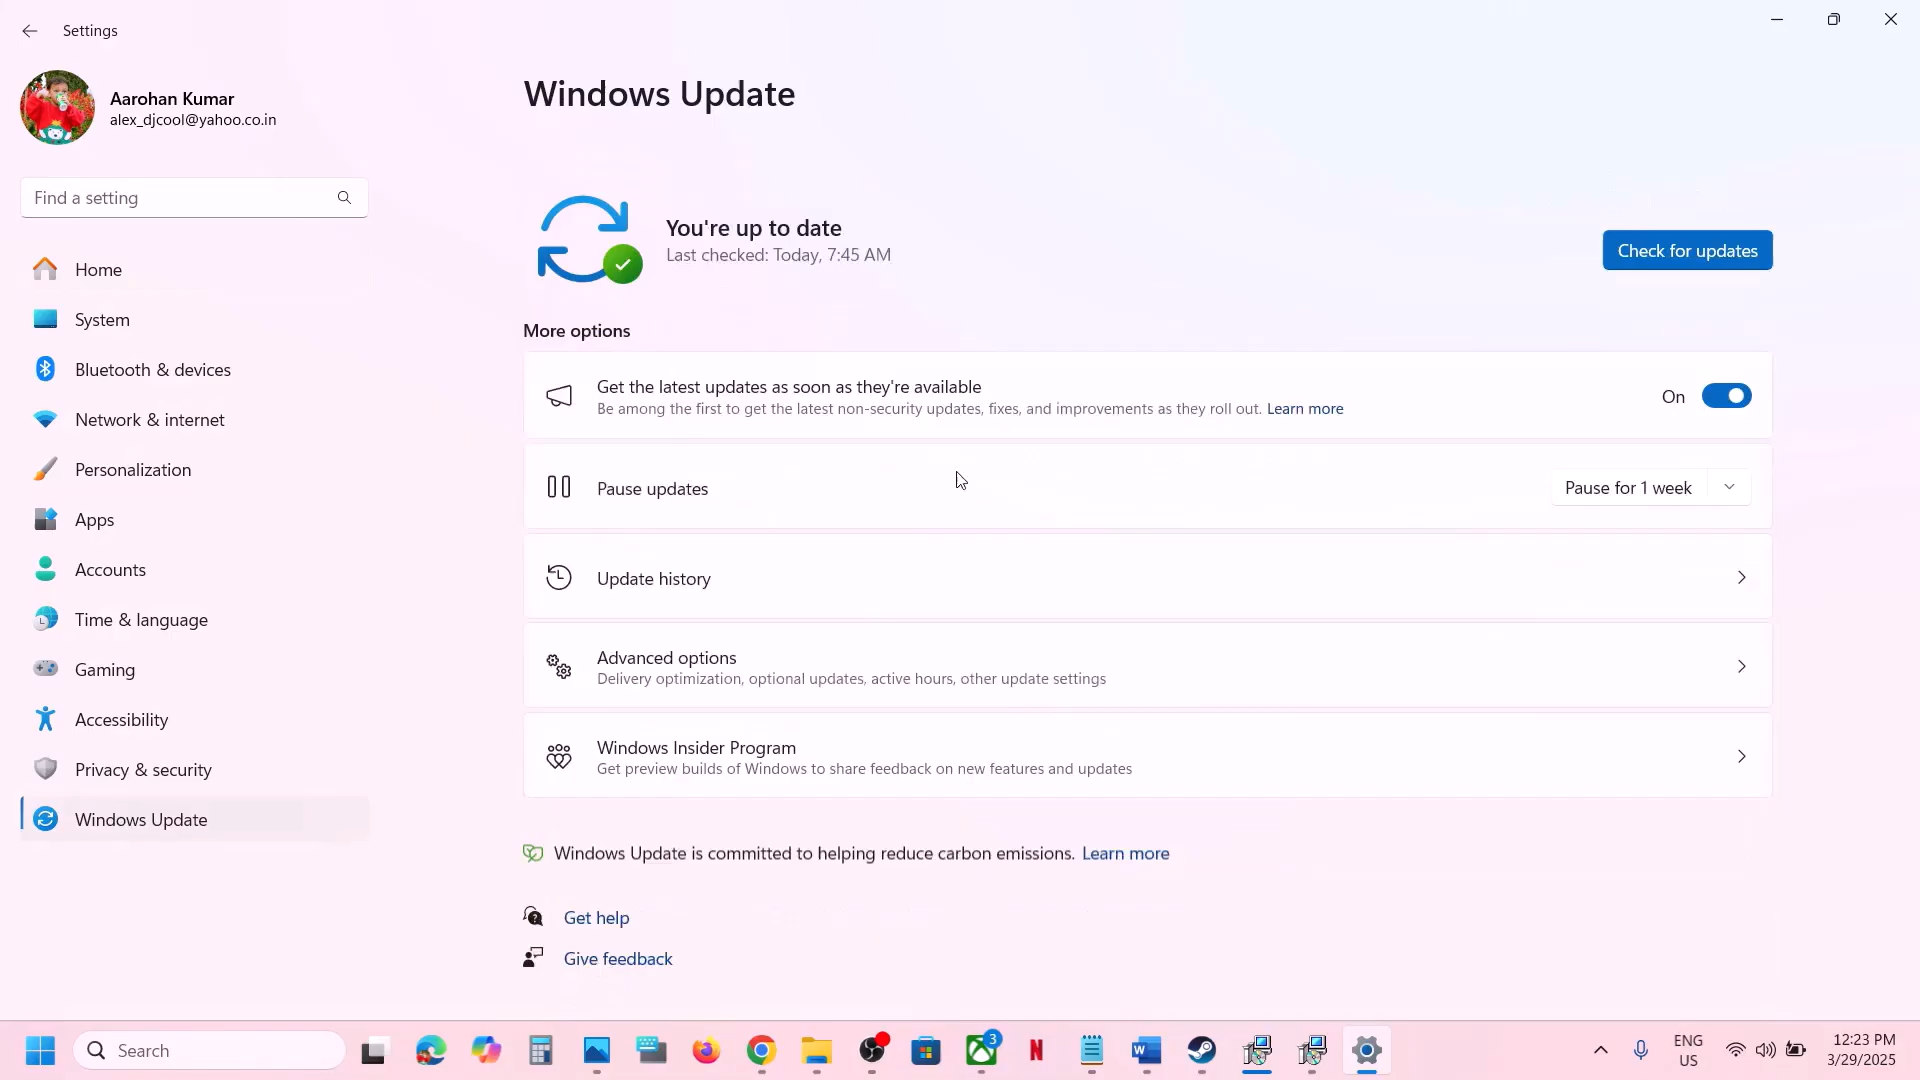 Settings
Aarohan Kumar
alex_djcool@yahoo.co.in
Find a setting
Home
System
Bluetooth & devices
Network & internet
Personalization
Apps
Accounts
Time & language
Gaming
Accessibility
Privacy & security
Windows Update
Windows Update
You're up to date
Last checked: Today, 7:45 AM
Check for updates
More options
Get the latest updates as soon as they're available
Be among the first to get the latest non-security updates, fixes, and improvements as they roll out. Learn more
On
Pause updates
Pause for 1 week
Update history
Advanced options
Delivery optimization, optional updates, active hours, other update settings
Windows Insider Program
Get preview builds of Windows to share feedback on new features and updates
Windows Update is committed to helping reduce carbon emissions. Learn more
Get help
Give feedback
Search
3
N
W
ENG
US
12:23 PM
3/29/2025